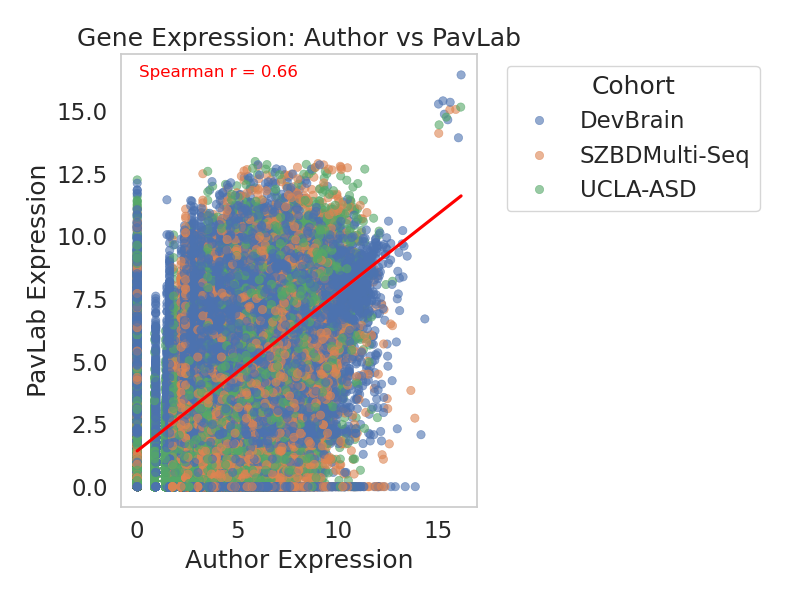 Gene Expression: Author vs PavLab
Spearman r = 0.66
Cohort
DevBrain
SZBDMulti-Seq
UCLA-ASD
PavLab Expression
15.0
12.5
10.0
7.5
5.0
2.5
0.0
0 5 10 15
Author Expression